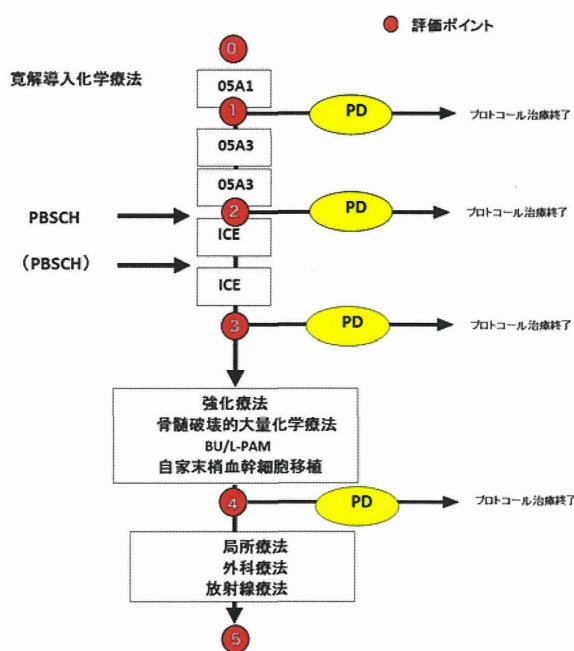 0
評価ポイント
寛解導入化学療法
05A1
1
PD
プロトコール治療終了
05A3
05A3
2
PD
プロトコール治療終了
PBSCH
ICE
(PBSCH)
ICE
3
PD
プロトコール治療終了
強化療法
骨髄破壊的大量化学療法
BU/L-PAM
自家末梢血幹細胞移植
4
PD
プロトコール治療終了
局所療法
外科療法
放射線療法
5